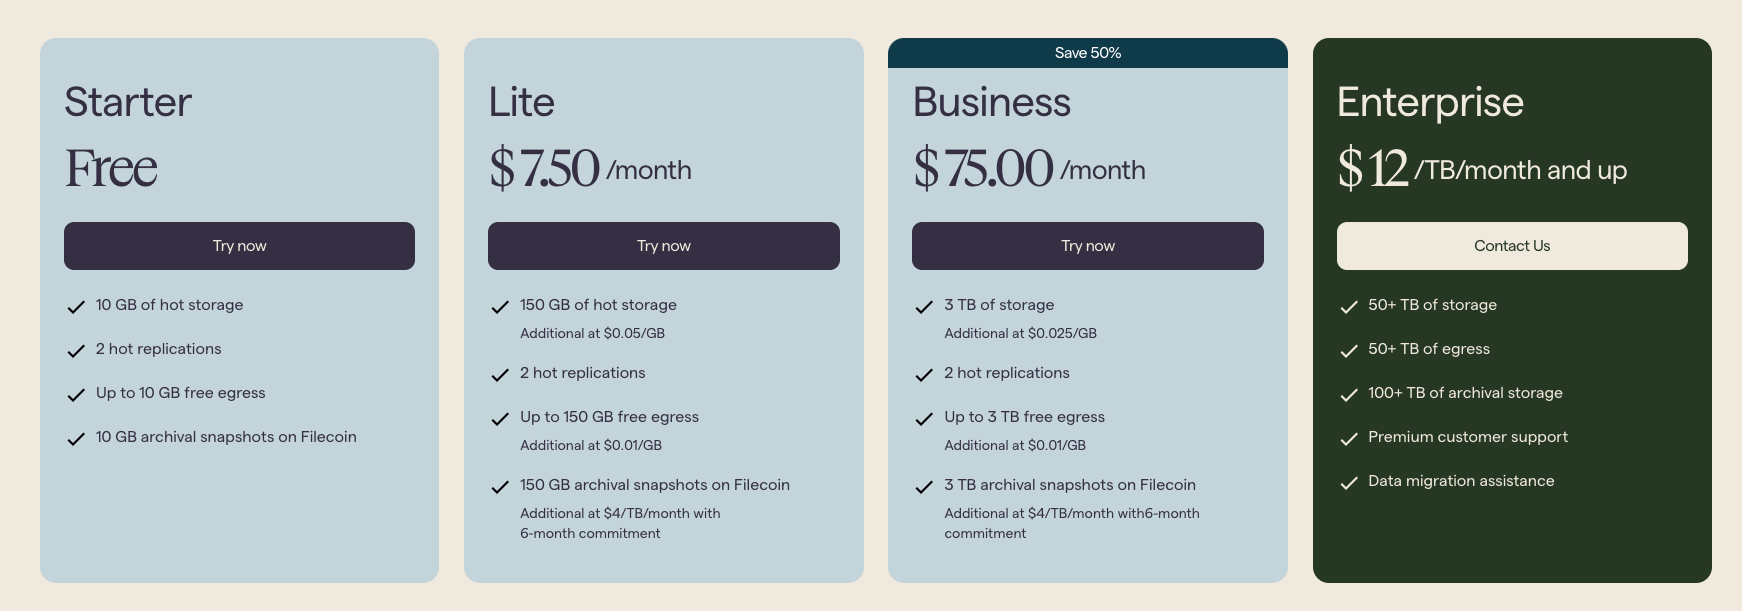 Starter
Free
Try now
10 GB of hot storage
2 hot replications
Up to 10 GB free egress
10 GB archival snapshots on Filecoin
Lite
$7.50 /month
Try now
150 GB of hot storage
Additional at $0.05/GB
2 hot replications
Up to 150 GB free egress
Additional at $0.01/GB
150 GB archival snapshots on Filecoin
Additional at $4/TB/month with
6-month commitment
Save 50%
Business
$75.00 /month
Try now
3 TB of storage
Additional at $0.025/GB
2 hot replications
Up to 3 TB free egress
Additional at $0.01/GB
3 TB archival snapshots on Filecoin
Additional at $4/TB/month with6-month
commitment
Enterprise
$12 /TB/month and up
Contact Us
50+ TB of storage
50+ TB of egress
100+ TB of archival storage
Premium customer support
Data migration assistance